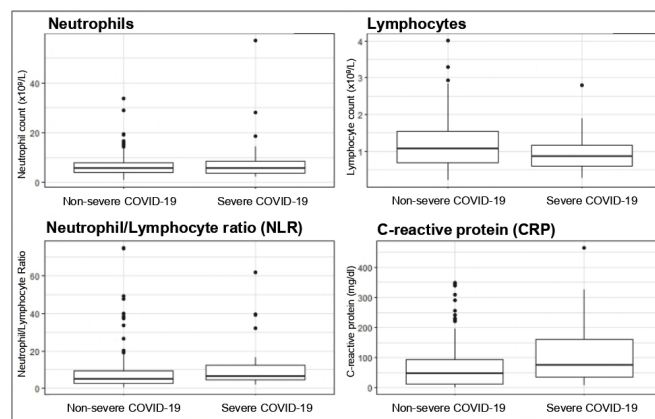 Neutrophils
Neutrophil count (x10⁹/L)
40
20
0
Non-severe COVID-19
Severe COVID-19
Lymphocytes
Lymphocyte count (x10⁹/L)
4
3
2
1
Non-severe COVID-19
Severe COVID-19
Neutrophil/Lymphocyte ratio (NLR)
Neutrophil/Lymphocyte Ratio
60
40
20
0
Non-severe COVID-19
Severe COVID-19
C-reactive protein (CRP)
C-reactive protein (mg/dl)
400
300
200
100
0
Non-severe COVID-19
Severe COVID-19